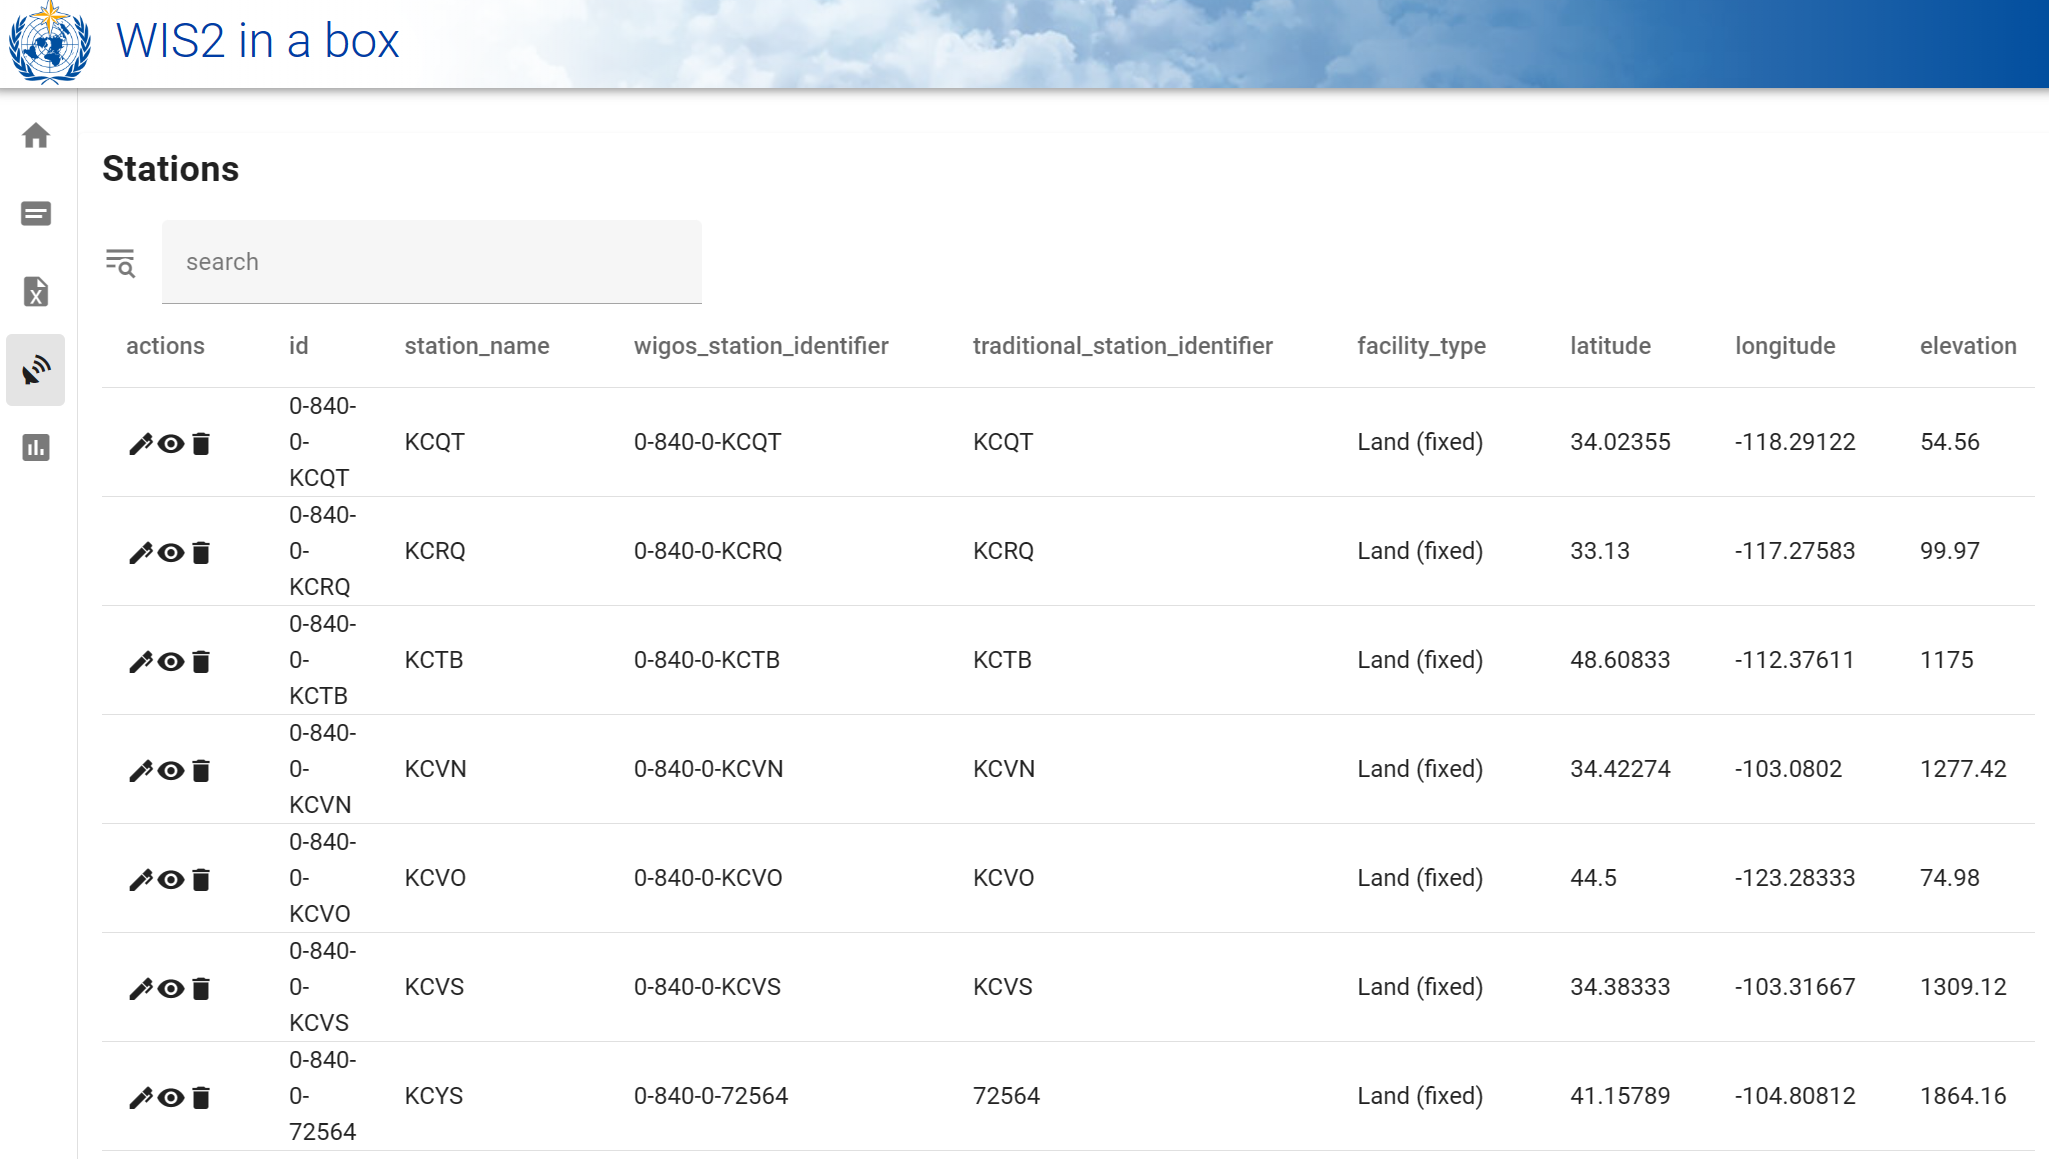 WIS2 in a box
Stations
search
actions id station_name wigos_station_identifier traditional_station_identifier facility_type latitude longitude elevation
0-840-
0-
KCQT
KCQT 0-840-0-KCQT KCQT Land (fixed) 34.02355 -118.29122 54.56
0-840-
0-
KCRQ
KCRQ 0-840-0-KCRQ KCRQ Land (fixed) 33.13 -117.27583 99.97
0-840-
0-
KCTB
KCTB 0-840-0-KCTB KCTB Land (fixed) 48.60833 -112.37611 1175
0-840-
0-
KCVN
KCVN 0-840-0-KCVN KCVN Land (fixed) 34.42274 -103.0802 1277.42
0-840-
0-
KCVO
KCVO 0-840-0-KCVO KCVO Land (fixed) 44.5 -123.28333 74.98
0-840-
0-
KCVS
KCVS 0-840-0-KCVS KCVS Land (fixed) 34.38333 -103.31667 1309.12
0-840-
0-
72564
KCYS 0-840-0-72564 72564 Land (fixed) 41.15789 -104.80812 1864.16